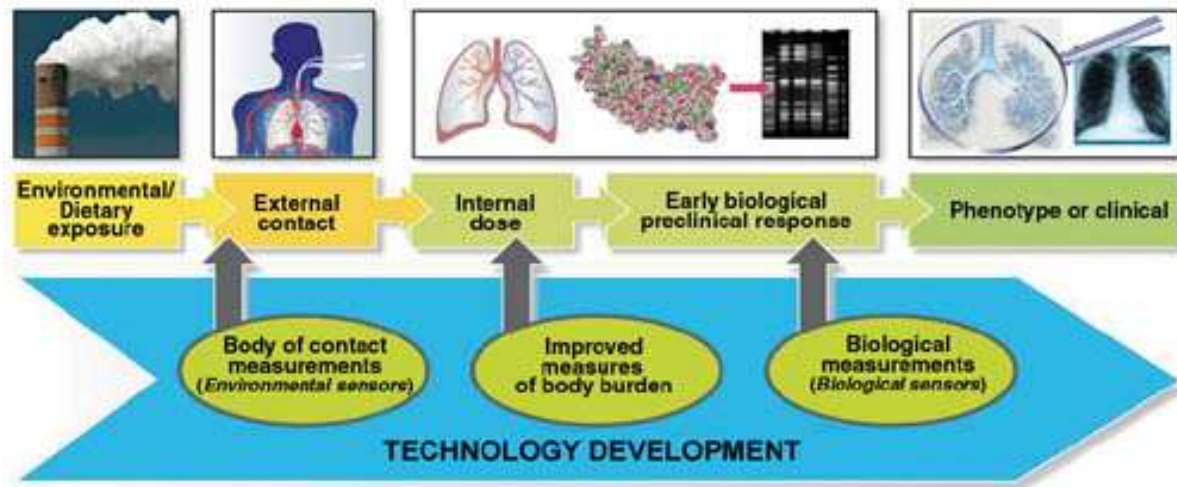 Environmental/
Dietary
exposure
External
contact
Internal
dose
Early biological
preclinical response
Phenotype or clinical
Body of contact
measurements
(Environmental sensors)
Improved
measures
of body burden
Biological
measurements
(Biological sensors)
TECHNOLOGY DEVELOPMENT